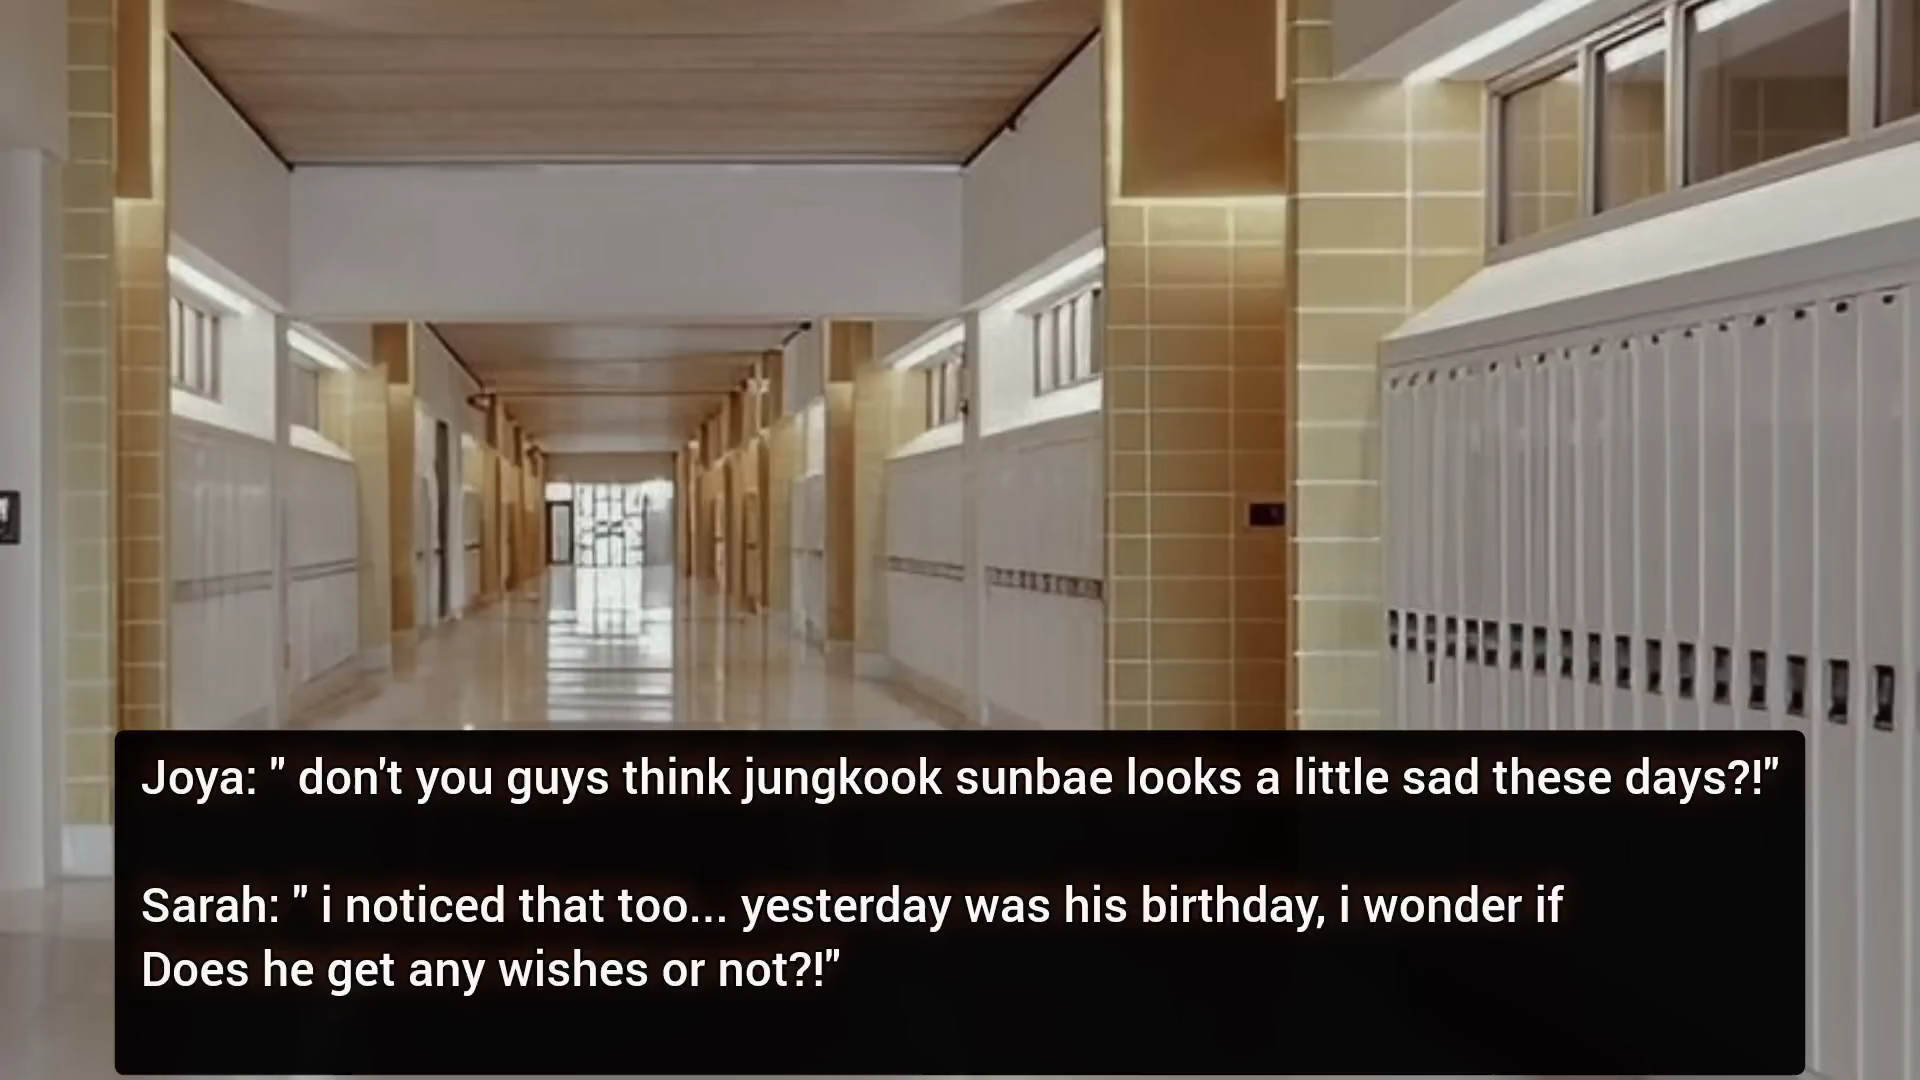 Joya: " don't you guys think jungkook sunbae looks a little sad these days?!"
Sarah: " i noticed that too... yesterday was his birthday, i wonder if
Does he get any wishes or not?!"